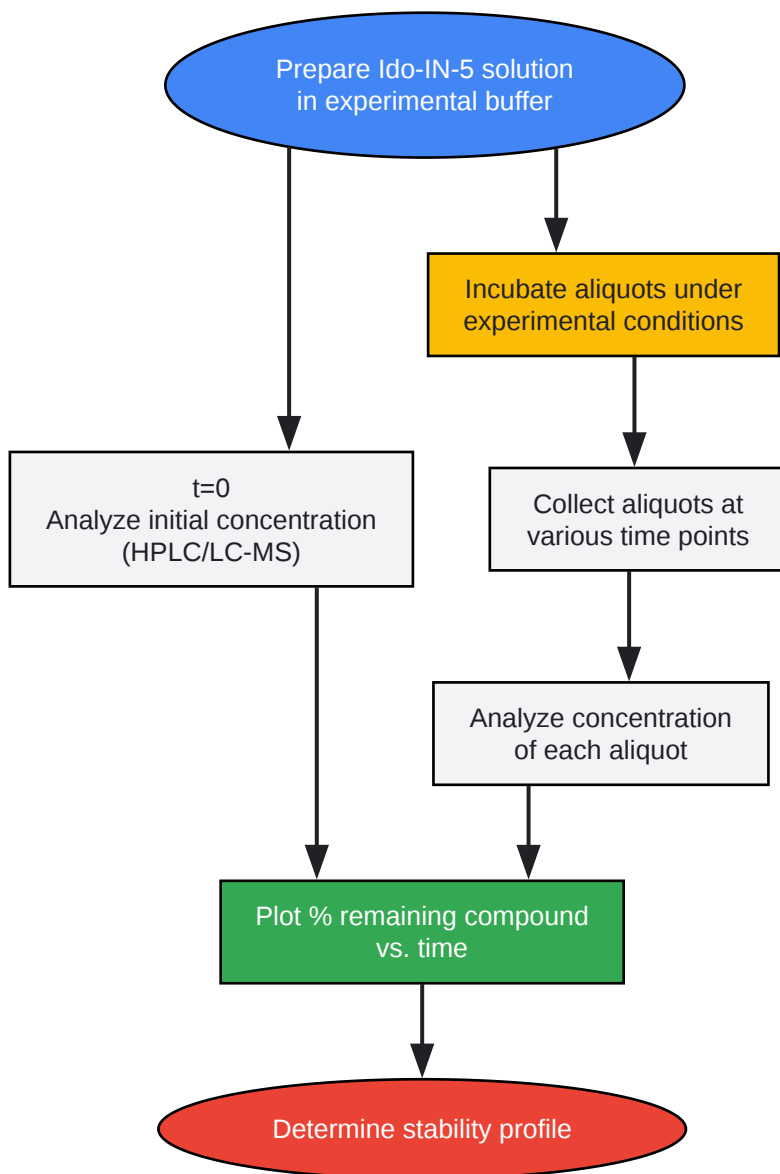 Prepare Ido-IN-5 solution
in experimental buffer
Incubate aliquots under
experimental conditions
t=0
Analyze initial concentration
(HPLC/LC-MS)
Collect aliquots at
various time points
Analyze concentration
of each aliquot
Plot % remaining compound
vs. time
Determine stability profile